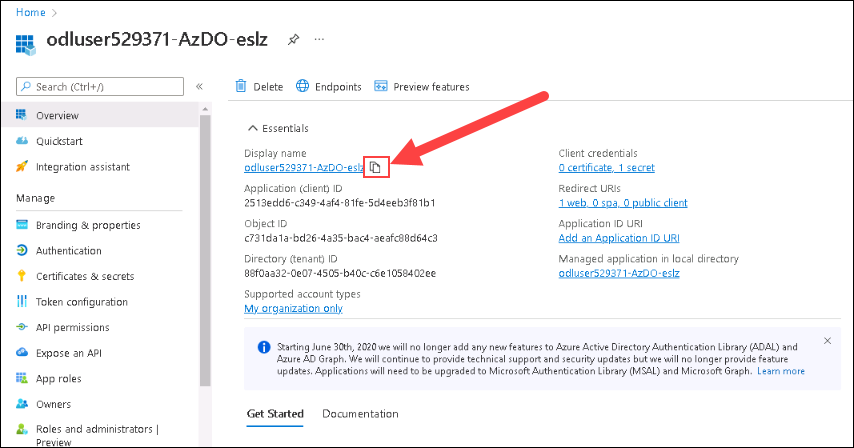 Home >
odluser529371-AzDO-eslz
Search (Ctrl+/)
«
Delete
Endpoints
Preview features
Overview
Quickstart
Integration assistant
Manage
Branding & properties
Authentication
Certificates & secrets
Token configuration
API permissions
Expose an API
App roles
Owners
Roles and administrators |
Preview
Essentials
Display name
odluser529371-AzDO-eslz
Application (client) ID
2513edd6-c349-4af4-81fe-5d4eeb3f81b1
Object ID
c731da1a-bd26-4a35-bac4-aeafc88d64c3
Directory (tenant) ID
88f0aa32-0e07-4505-b40c-c6e1058402ee
Supported account types
My organization only
Client credentials
0 certificate, 1 secret
Redirect URIs
1 web, 0 spa, 0 public client
Application ID URI
Add an Application ID URI
Managed application in local directory
odluser529371-AzDO-eslz
Starting June 30th, 2020 we will no longer add any new features to Azure Active Directory Authentication Library (ADAL) and
Azure AD Graph. We will continue to provide technical support and security updates but we will no longer provide feature
updates. Applications will need to be upgraded to Microsoft Authentication Library (MSAL) and Microsoft Graph. Learn more
Get Started
Documentation